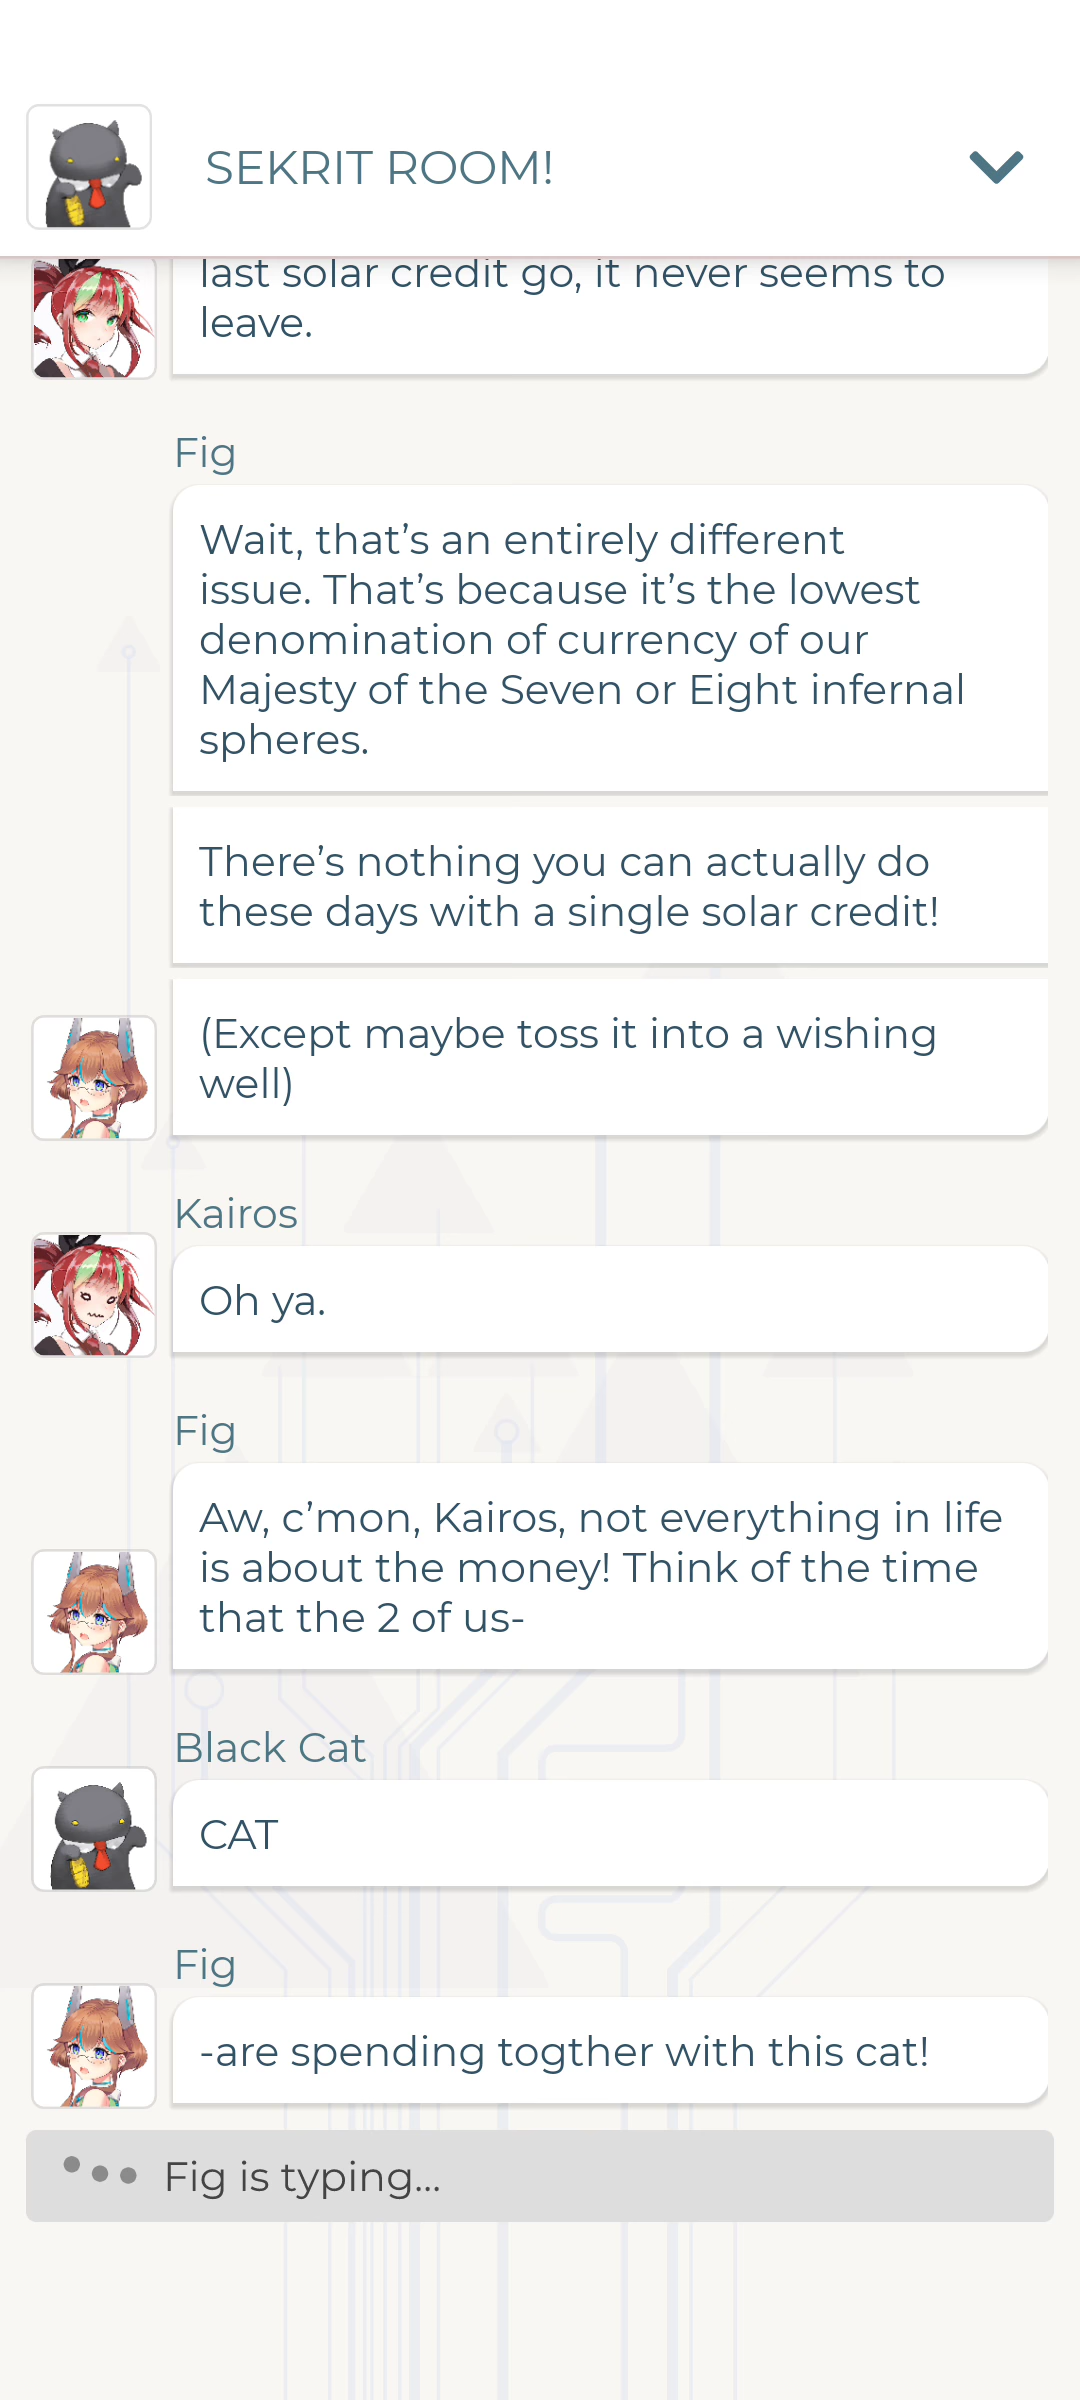 SEKRIT ROOM!
last solar credit go, it never seems to
leave.
Fig
Wait, that’s an entirely different
issue. That’s because it’s the lowest
denomination of currency of our
Majesty of the Seven or Eight infernal
spheres.
There’s nothing you can actually do
these days with a single solar credit!
(Except maybe toss it into a wishing
well)
Kairos
Oh ya.
Fig
Aw, c’mon, Kairos, not everything in life
is about the money! Think of the time
that the 2 of us-
Black Cat
CAT
Fig
-are spending togther with this cat!
Fig is typing...